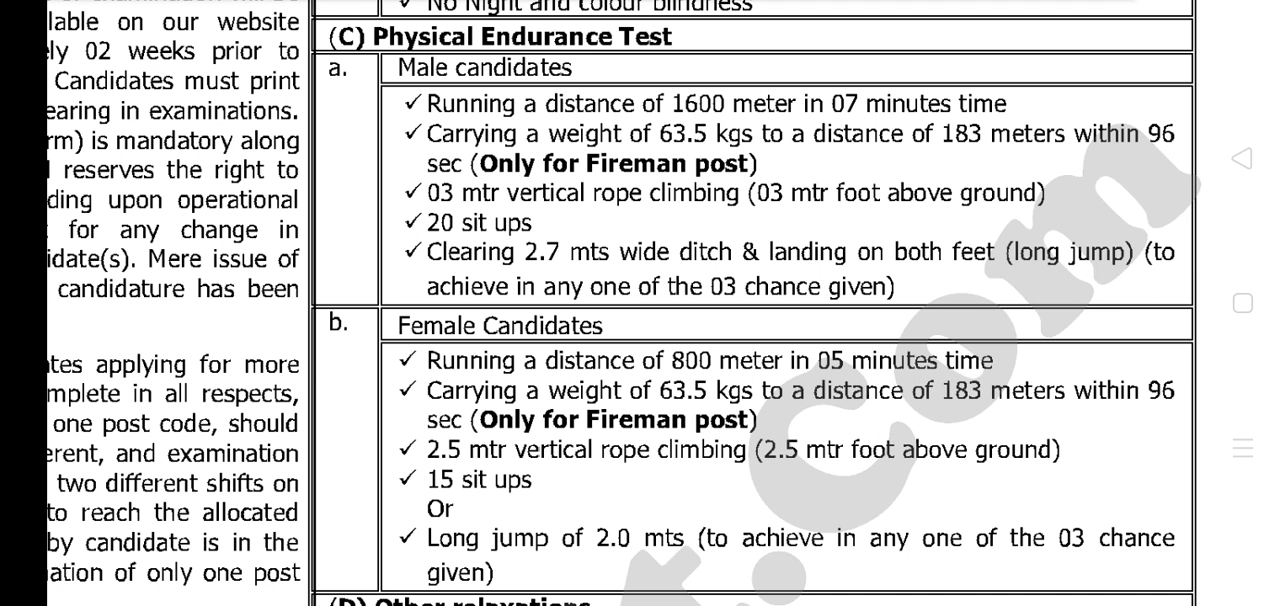 lable on our website
ly 02 weeks prior to
Candidates must print
earing in examinations.
rm) is mandatory along
reserves the right to
ding upon operational
for any change in
idate(s). Mere issue of
candidature has been
tes applying for more
mplete in all respects,
one post code, should
erent, and examination
two different shifts on
to reach the allocated
by candidate is in the
ation of only one post
✓ No Night and colour blindness
(C) Physical Endurance Test
a. Male candidates
✓ Running a distance of 1600 meter in 07 minutes time
✓ Carrying a weight of 63.5 kgs to a distance of 183 meters within 96
sec (Only for Fireman post)
✓ 03 mtr vertical rope climbing (03 mtr foot above ground)
✓ 20 sit ups
✓ Clearing 2.7 mts wide ditch & landing on both feet (long jump) (to
achieve in any one of the 03 chance given)
b. Female Candidates
✓ Running a distance of 800 meter in 05 minutes time
✓ Carrying a weight of 63.5 kgs to a distance of 183 meters within 96
sec (Only for Fireman post)
✓ 2.5 mtr vertical rope climbing (2.5 mtr foot above ground)
✓ 15 sit ups
Or
✓ Long jump of 2.0 mts (to achieve in any one of the 03 chance
given)
(D) Other relaxations
t.com